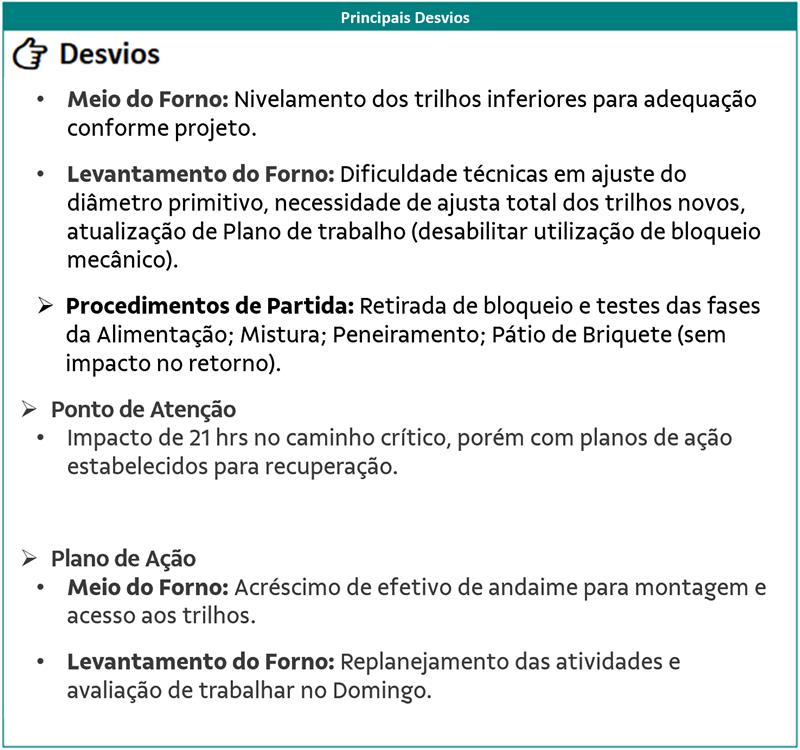 Principais Desvios
Desvios
• Meio do Forno: Nivelamento dos trilhos inferiores para adequação
conforme projeto.
• Levantamento do Forno: Dificuldade técnicas em ajuste do
diâmetro primitivo, necessidade de ajusta total dos trilhos novos,
atualização de Plano de trabalho (desabilitar utilização de bloqueio
mecânico).
➢ Procedimentos de Partida: Retirada de bloqueio e testes das fases
da Alimentação; Mistura; Peneiramento; Pátio de Briquete (sem
impacto no retorno).
➢ Ponto de Atenção
• Impacto de 21 hrs no caminho crítico, porém com planos de ação
estabelecidos para recuperação.
➢ Plano de Ação
• Meio do Forno: Acréscimo de efetivo de andaime para montagem e
acesso aos trilhos.
• Levantamento do Forno: Replanejamento das atividades e
avaliação de trabalhar no Domingo.